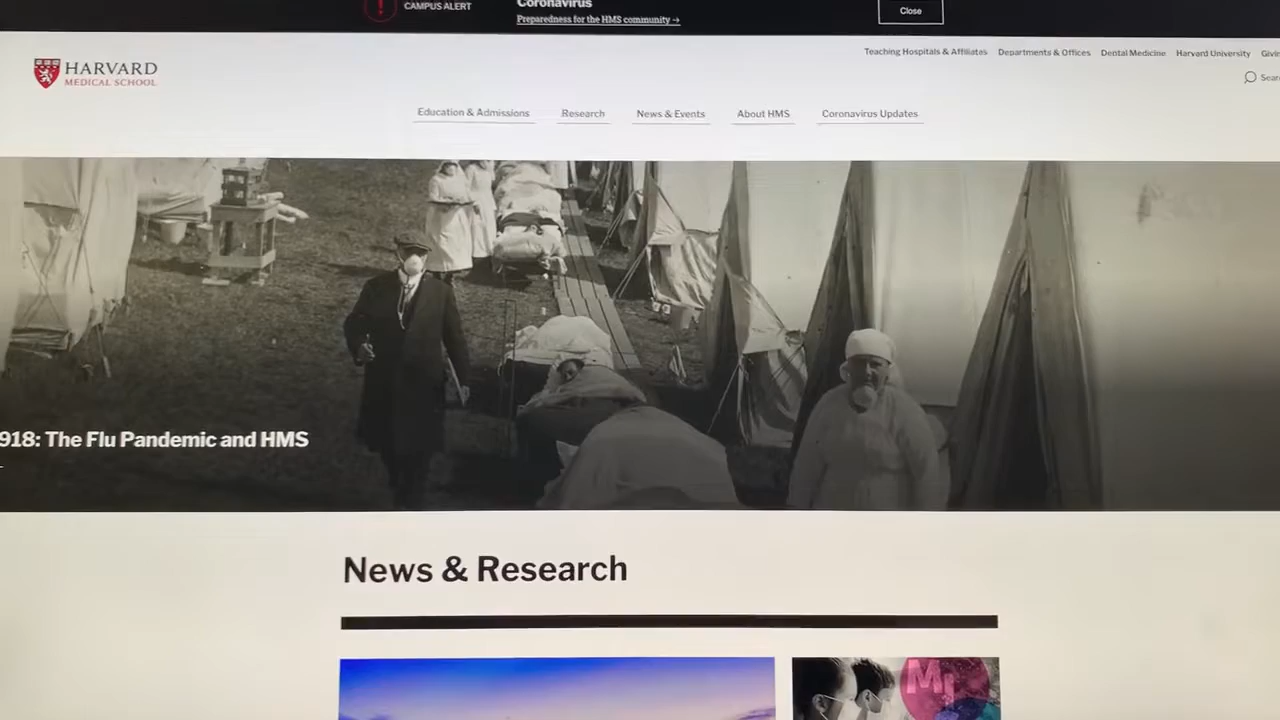 CAMPUS ALERT
Coronavirus
Preparedness for the HMS community →
Close
HARVARD
MEDICAL SCHOOL
Teaching Hospitals & Affiliates
Departments & Offices
Dental Medicine
Harvard University
Education & Admissions
Research
News & Events
About HMS
Coronavirus Updates
918: The Flu Pandemic and HMS
News & Research